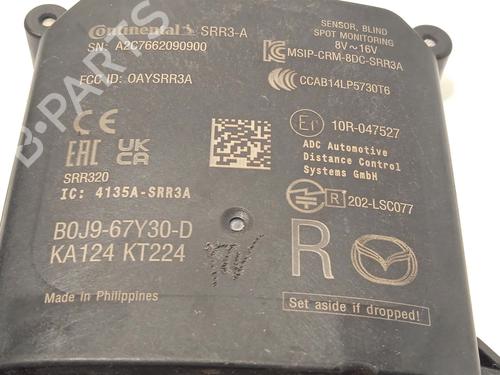 Continental SRR3-A
SN: A2C7662090900
FCC ID: OAYSRR3A
SENSOR, BLIND
SPOT MONITORING
8V~16V
MSIP-CRM-8DC-SRR3A
CCAB14LP5730T6
CE
E1 10R-047527
EAC UKCA
SRR320
IC: 4135A-SRR3A
ADC Automotive
Distance Control
Systems GmbH
R 202-LSC077
B0J9-67Y30-D
KA124 KT224
R
Made in Philippines
Set aside if dropped!
B-PARTS